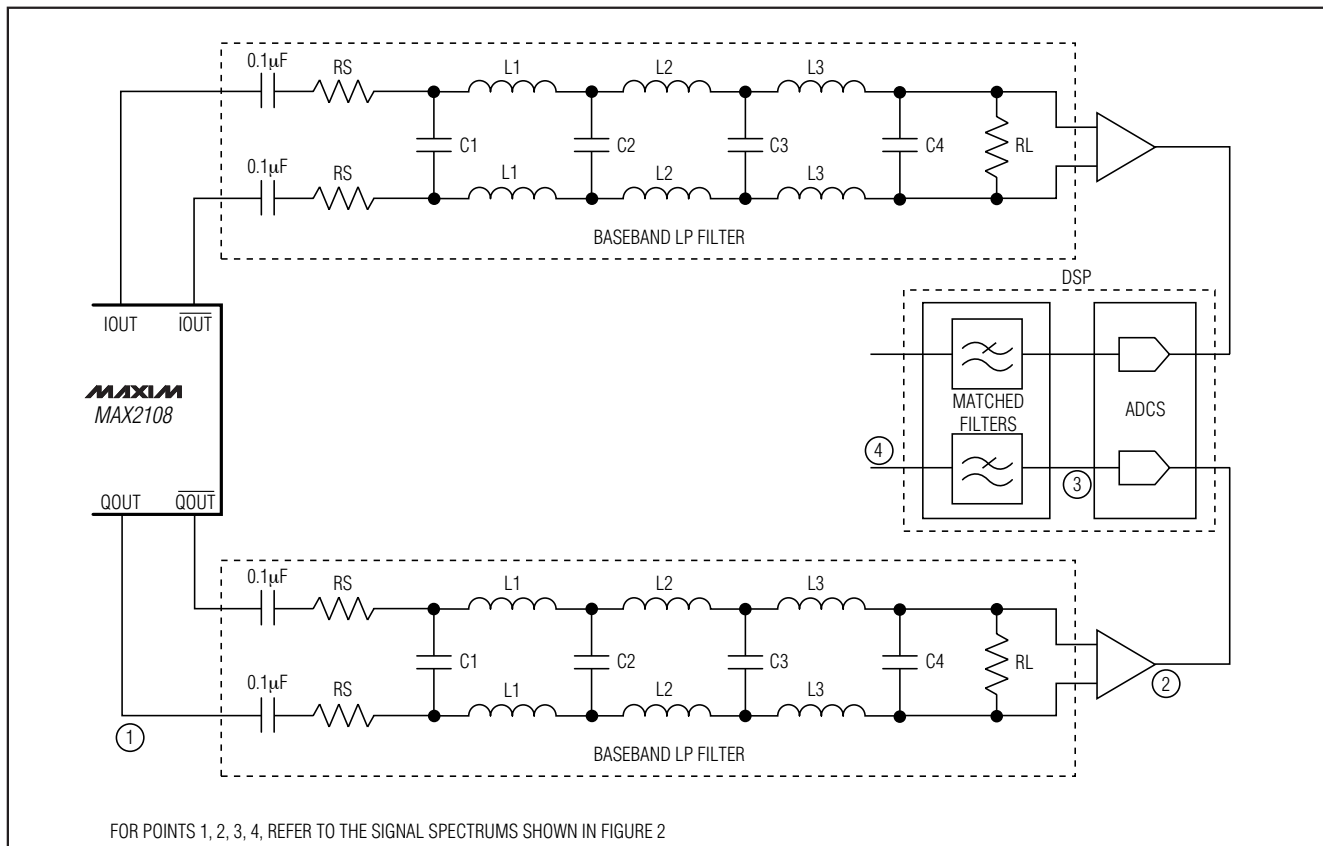 0.1µF
RS
L1
L2
L3
C1
C2
C3
C4
RL
0.1µF
RS
L1
L2
L3
BASEBAND LP FILTER
IOUT
IOUT
MAXIM
MAX2108
QOUT
QOUT
DSP
MATCHED
FILTERS
ADCS
4
3
0.1µF
RS
L1
L2
L3
C1
C2
C3
C4
RL
2
0.1µF
RS
L1
L2
L3
1
BASEBAND LP FILTER
FOR POINTS 1, 2, 3, 4, REFER TO THE SIGNAL SPECTRUMS SHOWN IN FIGURE 2